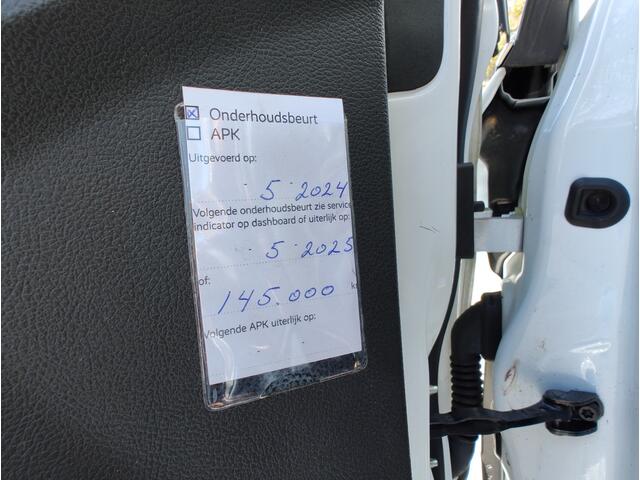 ☒ Onderhoudsbeurt
☐ APK
Uitgevoerd op:
- 5 - 2024
Volgende onderhoudsbeurt zie service
indicator op dashboard of uiterlijk op:
- 5 - 2025
of:
145.000 k
Volgende APK uiterlijk op: